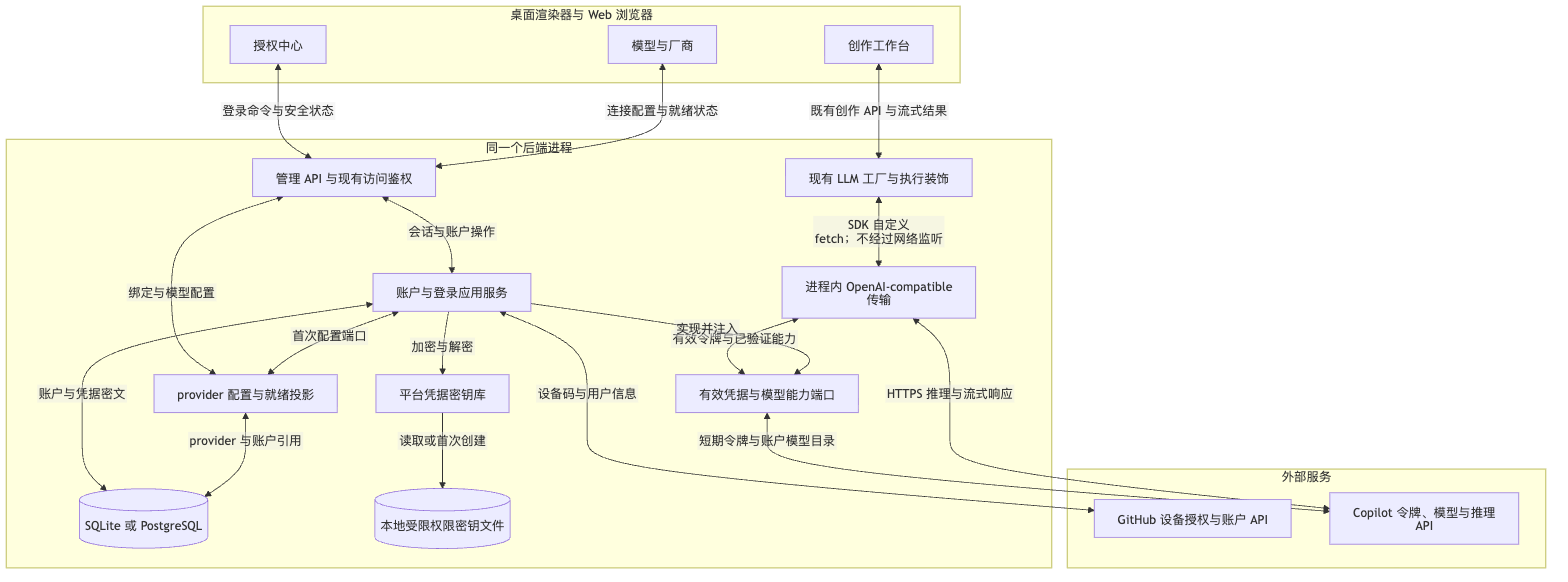 桌面渲染器与 Web 浏览器
授权中心
模型与厂商
创作工作台
登录命令与安全状态
连接配置与就绪状态
既有创作 API 与流式结果
同一个后端进程
管理 API 与现有访问鉴权
现有 LLM 工厂与执行装饰
会话与账户操作
SDK 自定义
fetch；不经过网络监听
绑定与模型配置
账户与登录应用服务
进程内 OpenAI-compatible
传输
首次配置端口
加密与解密
实现并注入
有效令牌与已验证能力
账户与凭据密文
provider 配置与就绪投影
平台凭据密钥库
设备码与用户信息
有效凭据与模型能力端口
HTTPS 推理与流式响应
provider 与账户引用
读取或首次创建
短期令牌与账户模型目录
外部服务
SQLite 或 PostgreSQL
本地受限权限密钥文件
GitHub 设备授权与账户 API
Copilot 令牌、模型与推理
API